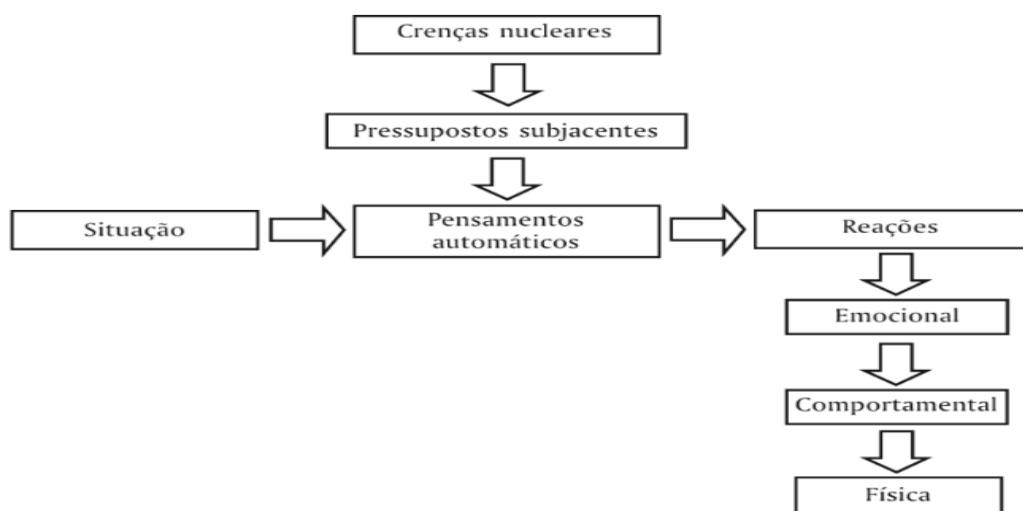 Crenças nucleares
Pressupostos subjacentes
Situação
Pensamentos
automáticos
Reações
Emocional
Comportamental
Física